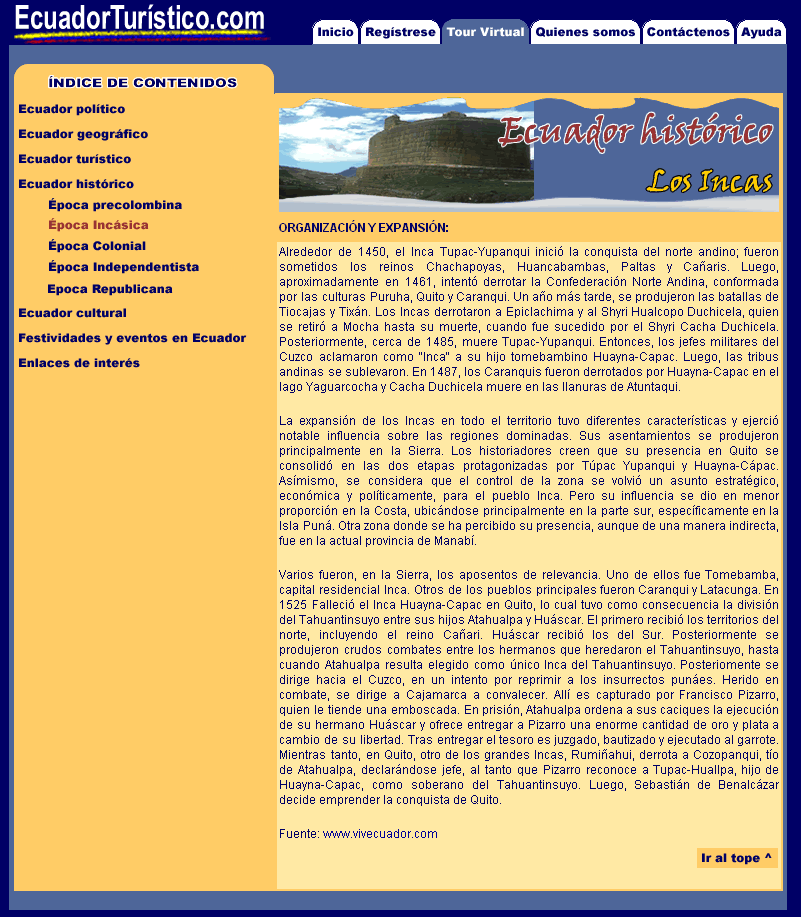 EcuadorTurístico.com
Inicio
Regístrese
Tour Virtual
Quienes somos
Contáctenos
Ayuda
ÍNDICE DE CONTENIDOS
Ecuador político
Ecuador geográfico
Ecuador turístico
Ecuador histórico
Época precolombina
Época Incásica
Época Colonial
Época Independentista
Epoca Republicana
Ecuador cultural
Festividades y eventos en Ecuador
Enlaces de interés
Ecuador histórico
Los Incas
ORGANIZACIÓN Y EXPANSIÓN:
Alrededor de 1450, el Inca Tupac-Yupanqui inició la conquista del norte andino; fueron
sometidos los reinos Chachapoyas, Huancabambas, Paltas y Cañaris. Luego,
aproximadamente en 1461, intentó derrotar la Confederación Norte Andina, conformada
por las culturas Puruha, Quito y Caranqui. Un año más tarde, se produjeron las batallas de
Tiocajas y Tixán. Los Incas derrotaron a Epiclachima y al Shyri Hualcopo Duchicela, quien
se retiró a Mocha hasta su muerte, cuando fue sucedido por el Shyri Cacha Duchicela.
Posteriormente, cerca de 1485, muere Tupac-Yupanqui. Entonces, los jefes militares del
Cuzco aclamaron como "Inca" a su hijo tomebambino Huayna-Capac. Luego, las tribus
andinas se sublevaron. En 1487, los Caranquis fueron derrotados por Huayna-Capac en el
lago Yaguarcocha y Cacha Duchicela muere en las llanuras de Atuntaqui.
La expansión de los Incas en todo el territorio tuvo diferentes características y ejerció
notable influencia sobre las regiones dominadas. Sus asentamientos se produjeron
principalmente en la Sierra. Los historiadores creen que su presencia en Quito se
consolidó en las dos etapas protagonizadas por Túpac Yupanqui y Huayna-Cápac.
Asímismo, se considera que el control de la zona se volvió un asunto estratégico,
económica y políticamente, para el pueblo Inca. Pero su influencia se dio en menor
proporción en la Costa, ubicándose principalmente en la parte sur, específicamente en la
Isla Puná. Otra zona donde se ha percibido su presencia, aunque de una manera indirecta,
fue en la actual provincia de Manabí.
Varios fueron, en la Sierra, los aposentos de relevancia. Uno de ellos fue Tomebamba,
capital residencial Inca. Otros de los pueblos principales fueron Caranqui y Latacunga. En
1525 Falleció el Inca Huayna-Capac en Quito, lo cual tuvo como consecuencia la división
del Tahuantinsuyo entre sus hijos Atahualpa y Huáscar. El primero recibió los territorios del
norte, incluyendo el reino Cañari. Huáscar recibió los del Sur. Posteriormente se
produjeron crudos combates entre los hermanos que heredaron el Tahuantinsuyo, hasta
cuando Atahualpa resulta elegido como único Inca del Tahuantinsuyo. Posteriomente se
dirige hacia el Cuzco, en un intento por reprimir a los insurrectos punáes. Herido en
combate, se dirige a Cajamarca a convalecer. Allí es capturado por Francisco Pizarro,
quien le tiende una emboscada. En prisión, Atahualpa ordena a sus caciques la ejecución
de su hermano Huáscar y ofrece entregar a Pizarro una enorme cantidad de oro y plata a
cambio de su libertad. Tras entregar el tesoro es juzgado, bautizado y ejecutado al garrote.
Mientras tanto, en Quito, otro de los grandes Incas, Rumiñahui, derrota a Cozopanqui, tío
de Atahualpa, declarándose jefe, al tanto que Pizarro reconoce a Tupac-Huallpa, hijo de
Huayna-Capac, como soberano del Tahuantinsuyo. Luego, Sebastián de Benalcázar
decide emprender la conquista de Quito.
Fuente: www.vivecuador.com
Ir al tope ^